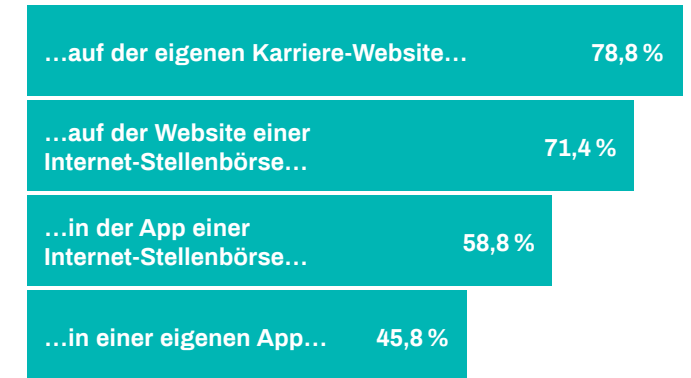 …auf der eigenen Karriere-Website… 78,8 %
…auf der Website einer
Internet-Stellenbörse…
71,4 %
…in der App einer
Internet-Stellenbörse…
58,8 %
…in einer eigenen App… 45,8 %